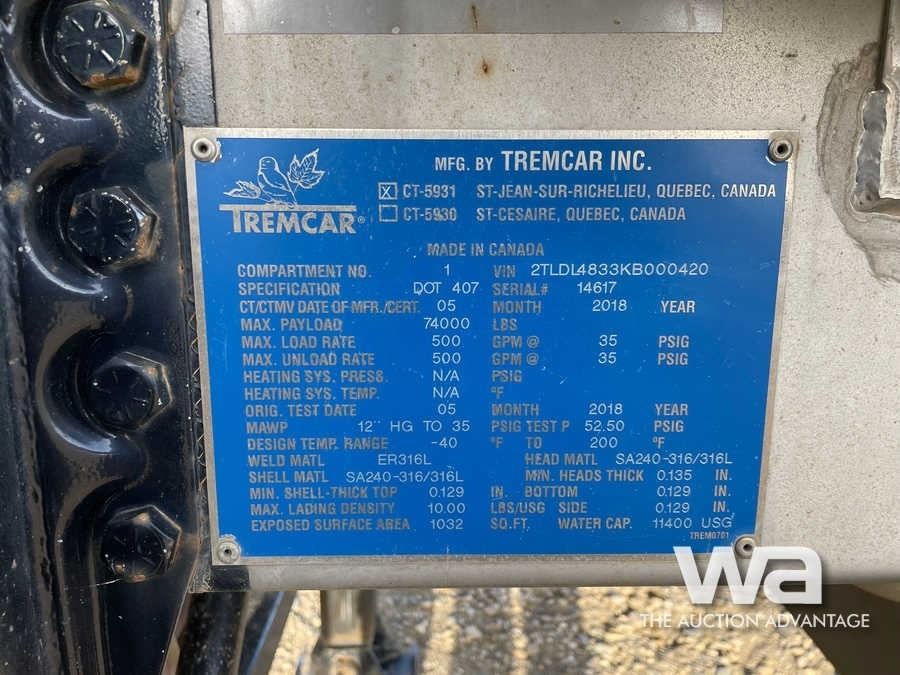 MFG. BY TREMCAR INC.
X CT-5931 ST-JEAN-SUR-RICHELIEU, QUEBEC, CANADA
CT-5930 ST-CESAIRE, QUEBEC, CANADA
TREMCAR®
MADE IN CANADA
COMPARTMENT NO. 1 VIN 2TLDL4833KB000420
SPECIFICATION DOT 407 SERIAL# 14617
CT/CTMV DATE OF MFR./CERT. 05 MONTH 2018 YEAR
MAX. PAYLOAD 74000 LBS
MAX. LOAD RATE 500 GPM @ 35 PSIG
MAX. UNLOAD RATE 500 GPM @ 35 PSIG
HEATING SYS. PRESS. N/A PSIG
HEATING SYS. TEMP. N/A °F
ORIG. TEST DATE 05 MONTH 2018 YEAR
MAWP 12" HG TO 35 PSIG TEST P 52.50 PSIG
DESIGN TEMP. RANGE -40 °F TO 200 °F
WELD MATL ER316L HEAD MATL SA240-316/316L
SHELL MATL SA240-316/316L MIN. HEADS THICK 0.135 IN.
MIN. SHELL-THICK TOP 0.129 IN. BOTTOM 0.129 IN.
MAX. LADING DENSITY 10.00 LBS/USG SIDE 0.129 IN.
EXPOSED SURFACE AREA 1032 SQ.FT. WATER CAP. 11400 USG
TREM0701
wa
THE AUCTION ADVANTAGE